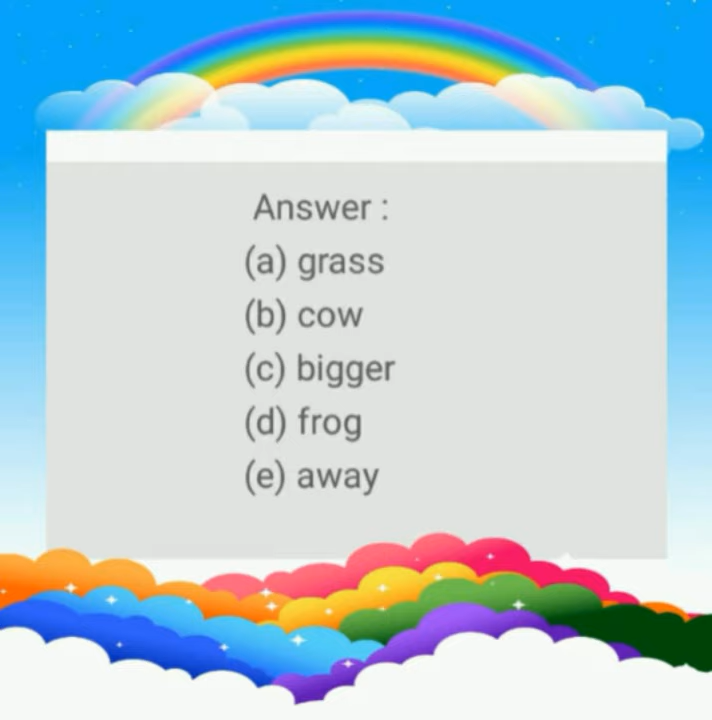 Answer :
(a) grass
(b) cow
(c) bigger
(d) frog
(e) away